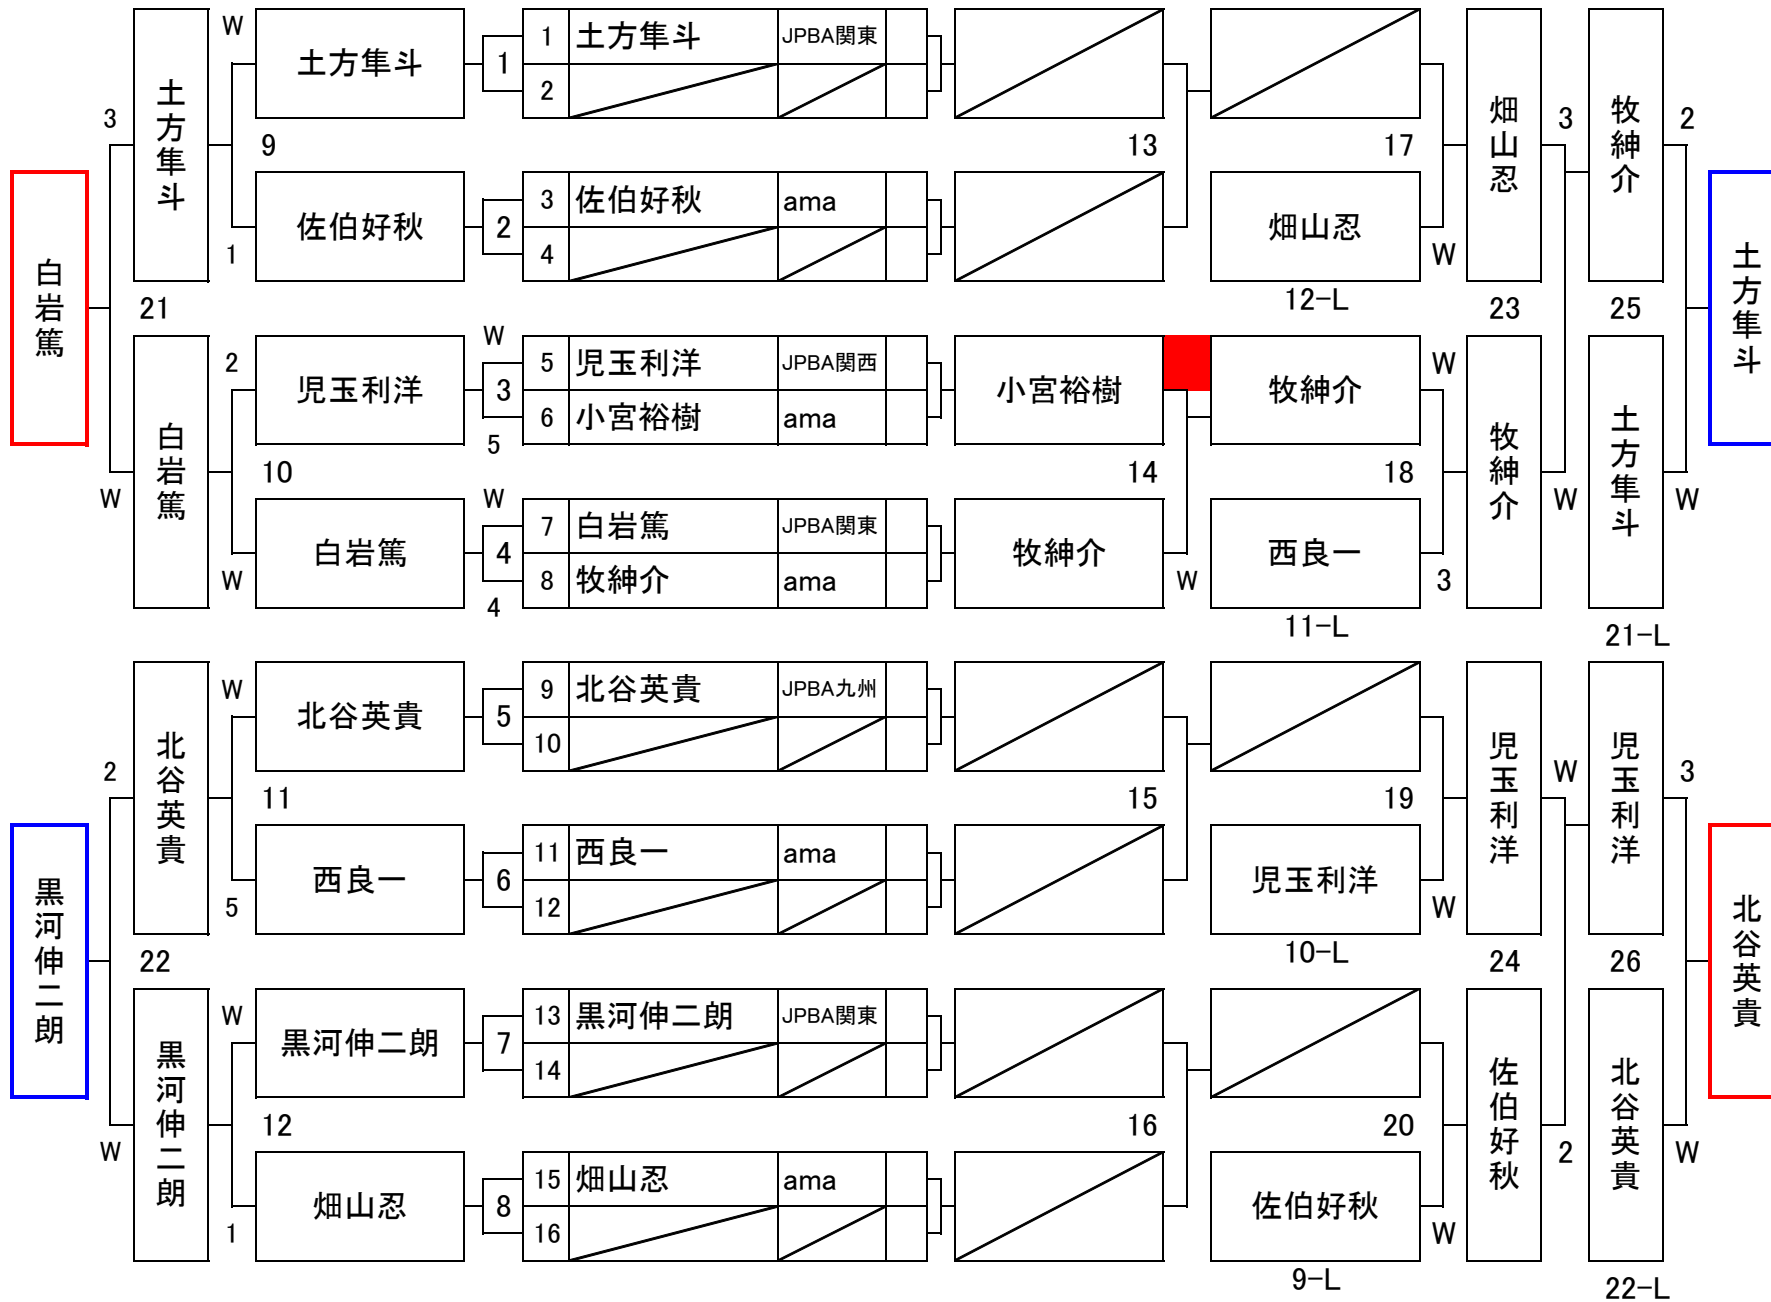 W
土方隼斗
1
1 土方隼斗 JPBA関東
2
3
土方隼斗
9
13
17
畑山忍
3
牧紳介
2
佐伯好秋
2
3 佐伯好秋 ama
4
畑山忍
1
W
12-L
白岩篤
21
23
25
土方隼斗
W
2
児玉利洋
3
5 児玉利洋 JPBA関西
6 小宮裕樹 ama
5
小宮裕樹
牧紳介
W
白岩篤
10
14
18
牧紳介
土方隼斗
W
W
白岩篤
4
7 白岩篤 JPBA関東
8 牧紳介 ama
4
牧紳介
W
西良一
3
W
W
W
11-L
21-L
W
北谷英貴
5
9 北谷英貴 JPBA九州
10
2
北谷英貴
11
15
19
児玉利洋
W
児玉利洋
3
西良一
6
11 西良一 ama
12
児玉利洋
5
W
10-L
黒河伸二朗
22
24
26
北谷英貴
W
黒河伸二朗
7
13 黒河伸二朗 JPBA関東
14
黒河伸二朗
12
16
20
佐伯好秋
2
北谷英貴
W
W
畑山忍
8
15 畑山忍 ama
16
佐伯好秋
1
W
9-L
22-L